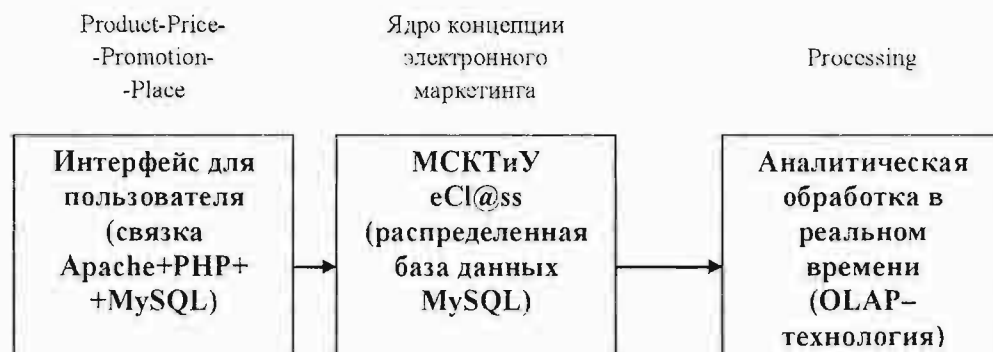 Product-Price-
-Promotion-
-Place
Ядро концепции
электронного
маркетинга
Processing
Интерфейс для
пользователя
(связка
Apache+PHP+
+MySQL)
МСКТиУ
eCl@ss
(распределенная
база данных
MySQL)
Аналитическая
обработка в
реальном
времени
(OLAP–
технология)